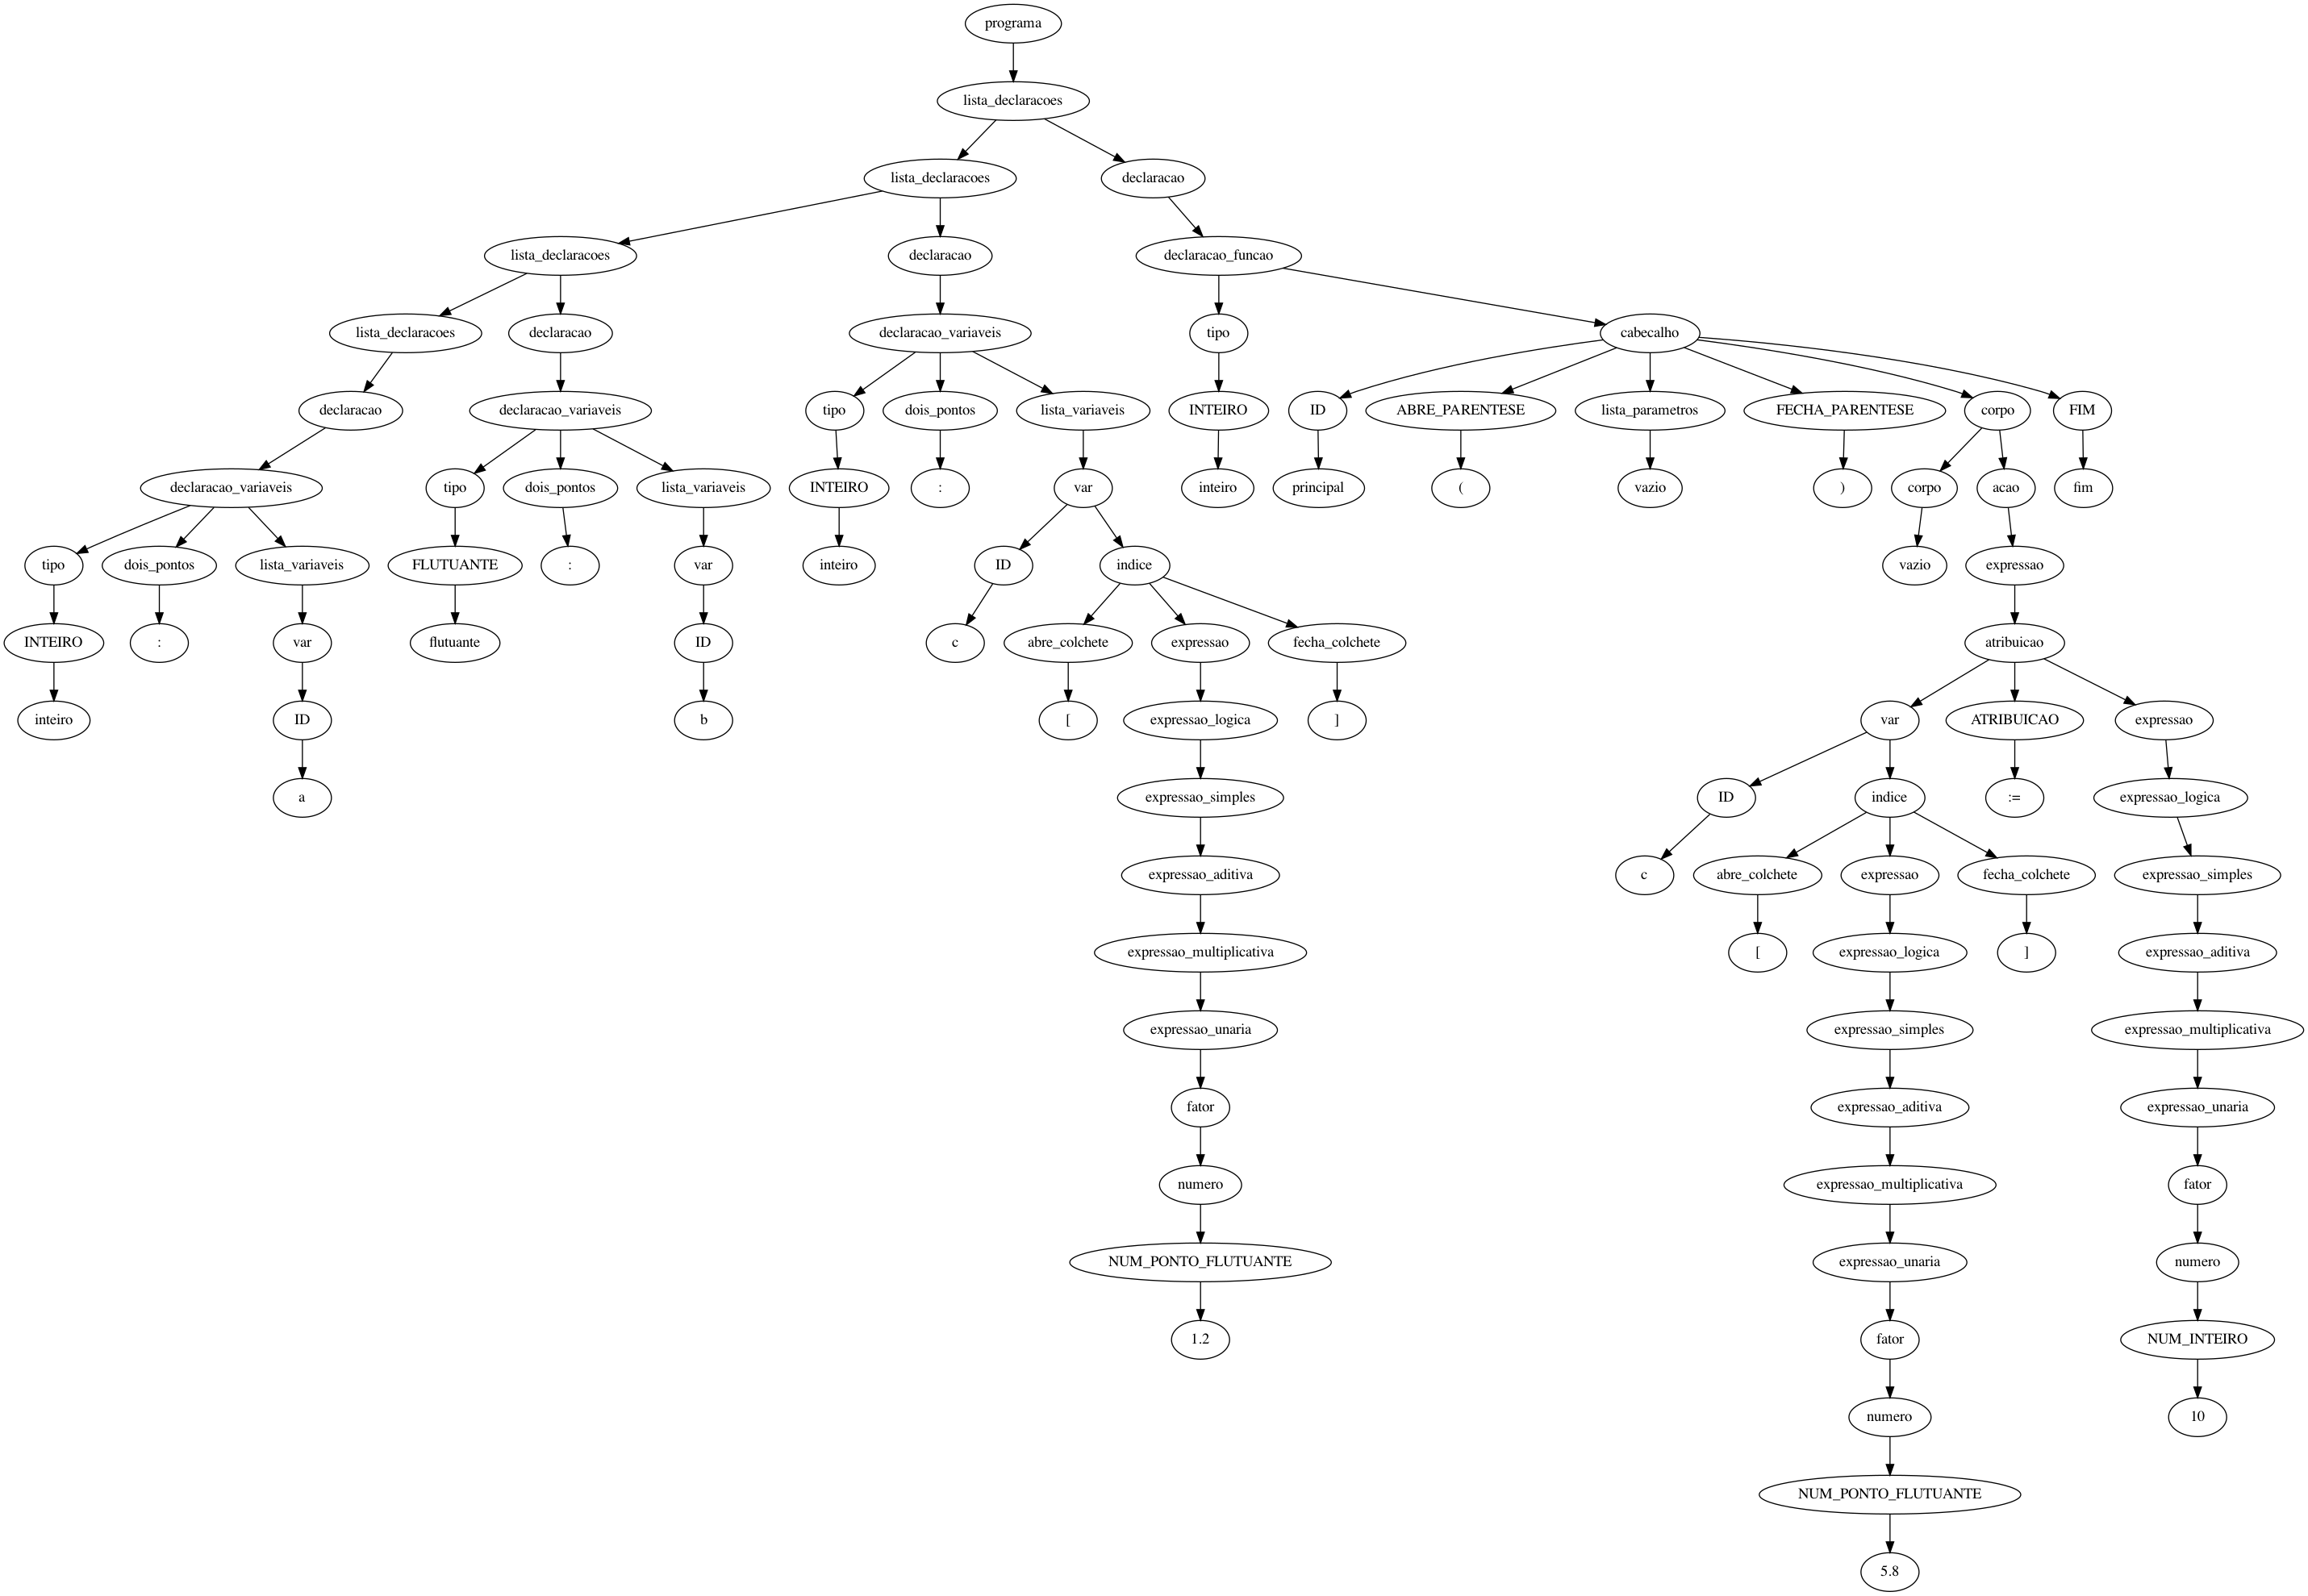 programa
lista_declaracoes
lista_declaracoes declaracao
lista_declaracoes declaracao declaracao_funcao
lista_declaracoes declaracao declaracao_variaveis tipo cabecalho
declaracao declaracao_variaveis tipo dois_pontos lista_variaveis INTEIRO ID ABRE_PARENTESE lista_parametros FECHA_PARENTESE corpo FIM
declaracao_variaveis tipo dois_pontos lista_variaveis INTEIRO : var inteiro principal ( vazio ) corpo acao fim
tipo dois_pontos lista_variaveis FLUTUANTE : var inteiro ID indice vazio expressao
INTEIRO : var flutuante ID c abre_colchete expressao fecha_colchete atribuicao
inteiro ID b [ expressao_logica ] var ATRIBUICAO expressao
a expressao_simples ID indice := expressao_logica
expressao_aditiva c abre_colchete expressao fecha_colchete expressao_simples
expressao_multiplicativa [ expressao_logica ] expressao_aditiva
expressao_unaria expressao_simples expressao_multiplicativa
fator expressao_aditiva expressao_unaria
numero expressao_multiplicativa fator
NUM_PONTO_FLUTUANTE expressao_unaria numero
1.2 fator NUM_INTEIRO
numero 10
NUM_PONTO_FLUTUANTE
5.8